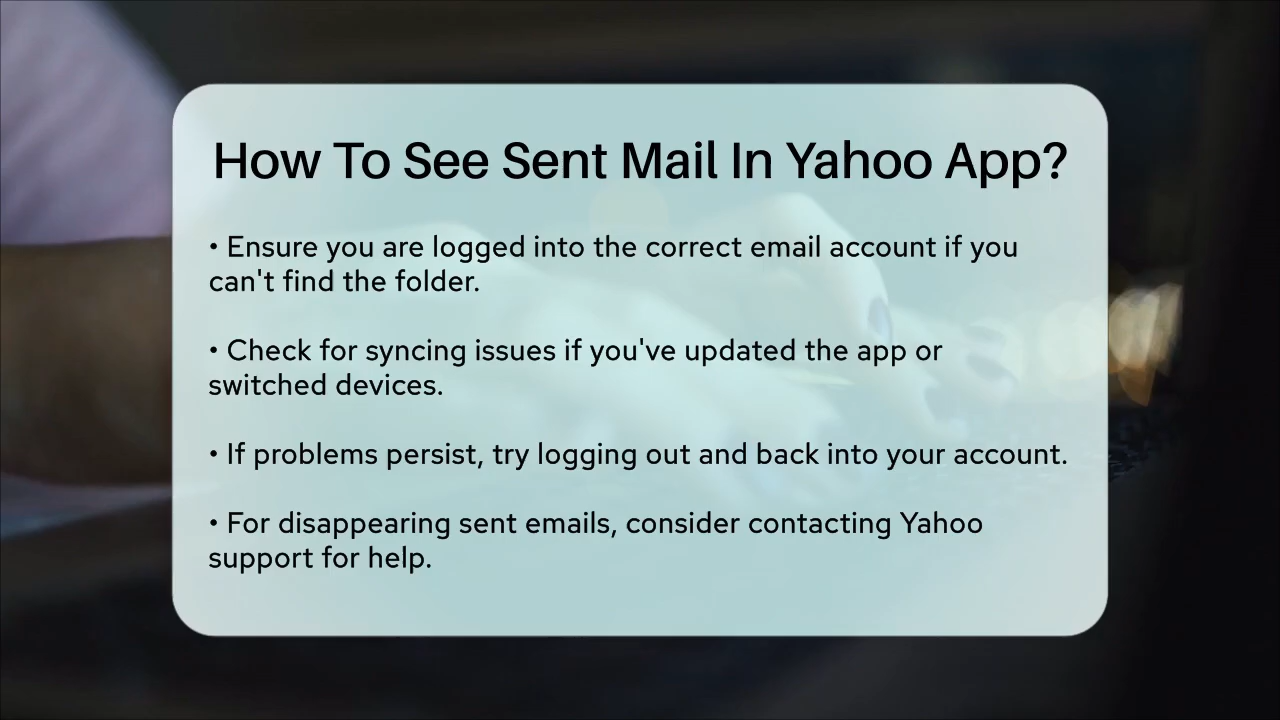 How To See Sent Mail In Yahoo App?
• Ensure you are logged into the correct email account if you
can't find the folder.
• Check for syncing issues if you've updated the app or
switched devices.
• If problems persist, try logging out and back into your account.
• For disappearing sent emails, consider contacting Yahoo
support for help.